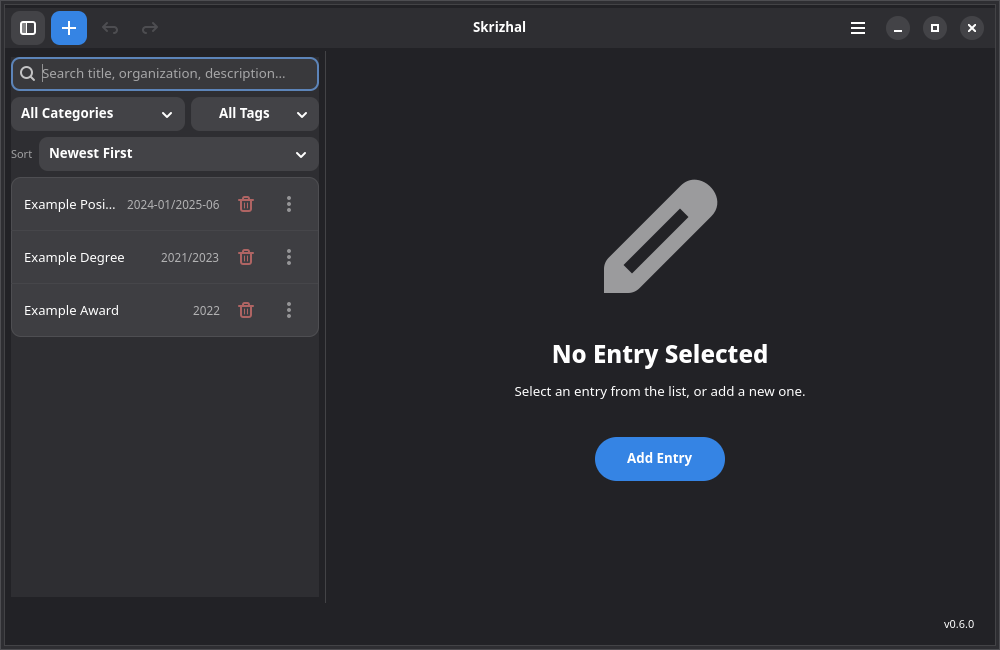 Skrizhal
Search title, organization, description...
All Categories
All Tags
Sort
Newest First
Example Posi... 2024-01/2025-06
Example Degree 2021/2023
Example Award 2022
No Entry Selected
Select an entry from the list, or add a new one.
Add Entry
v0.6.0